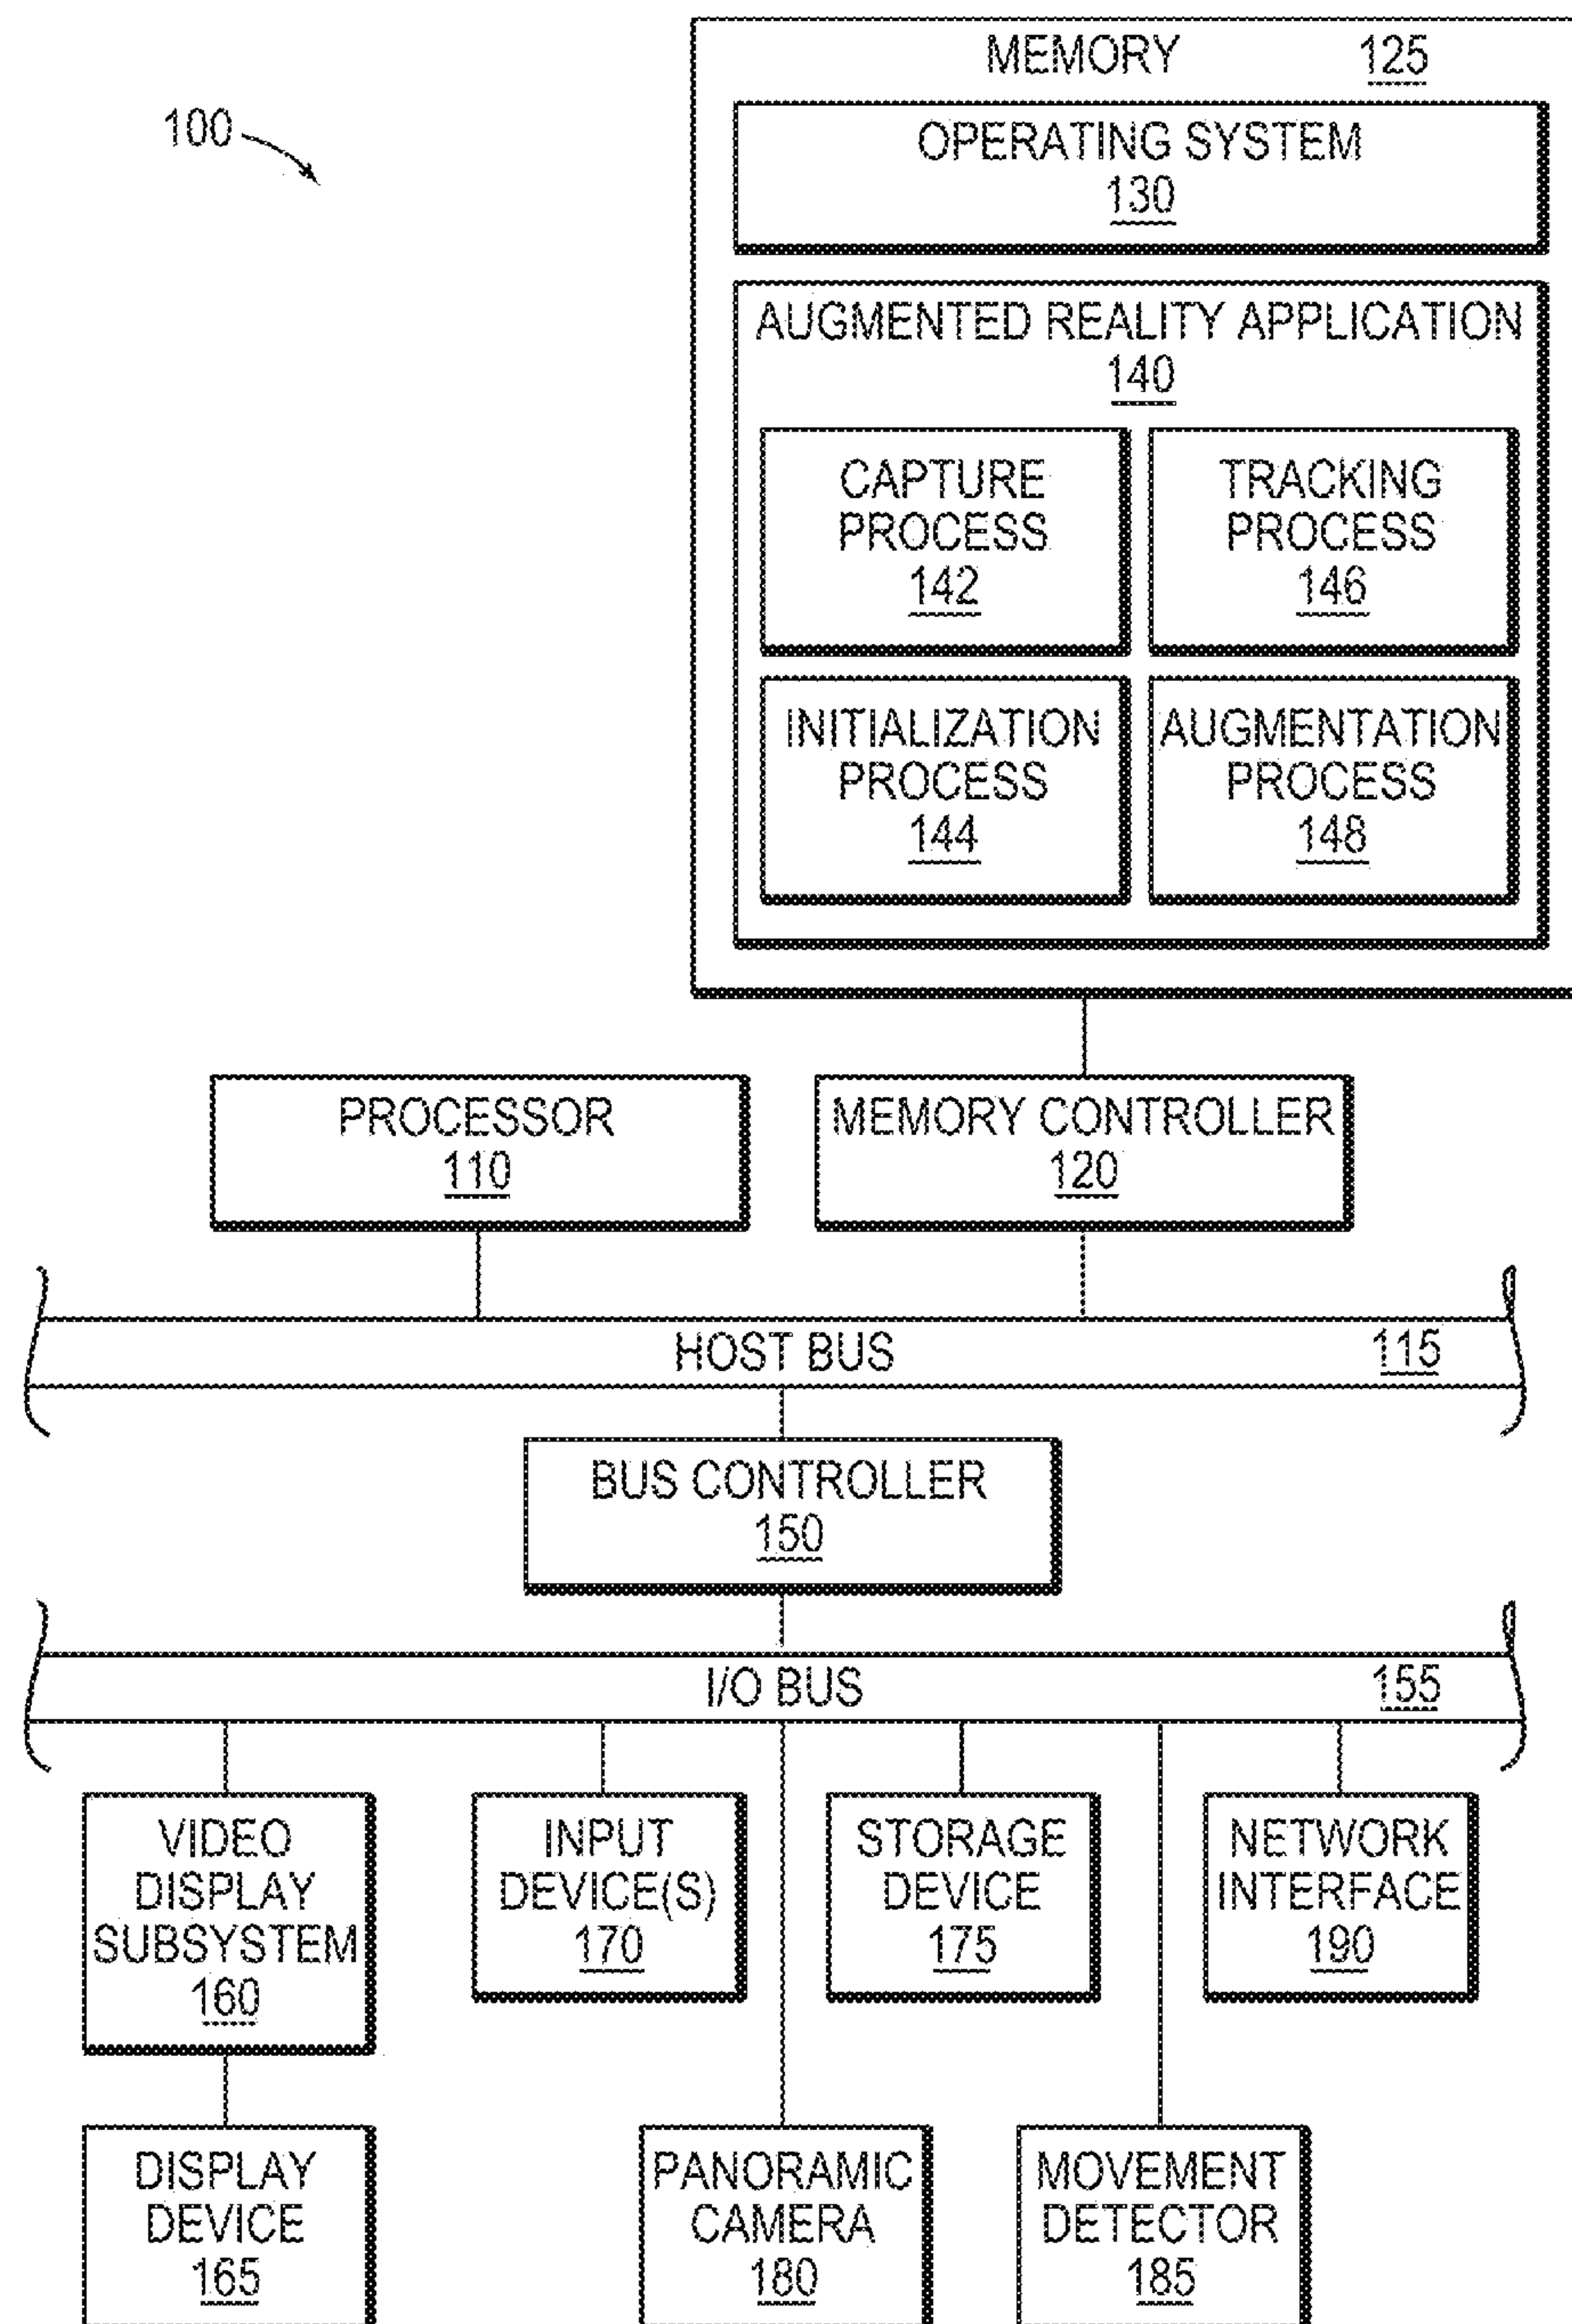 MEMORY 125
100
OPERATING SYSTEM
130
AUGMENTED REALITY APPLICATION
140
CAPTURE
PROCESS
142
TRACKING
PROCESS
146
INITIALIZATION
PROCESS
144
AUGMENTATION
PROCESS
148
PROCESSOR
110
MEMORY CONTROLLER
120
HOST BUS 115
BUS CONTROLLER
150
I/O BUS 155
VIDEO
DISPLAY
SUBSYSTEM
160
INPUT
DEVICE(S)
170
STORAGE
DEVICE
175
NETWORK
INTERFACE
190
DISPLAY
DEVICE
165
PANORAMIC
CAMERA
180
MOVEMENT
DETECTOR
185